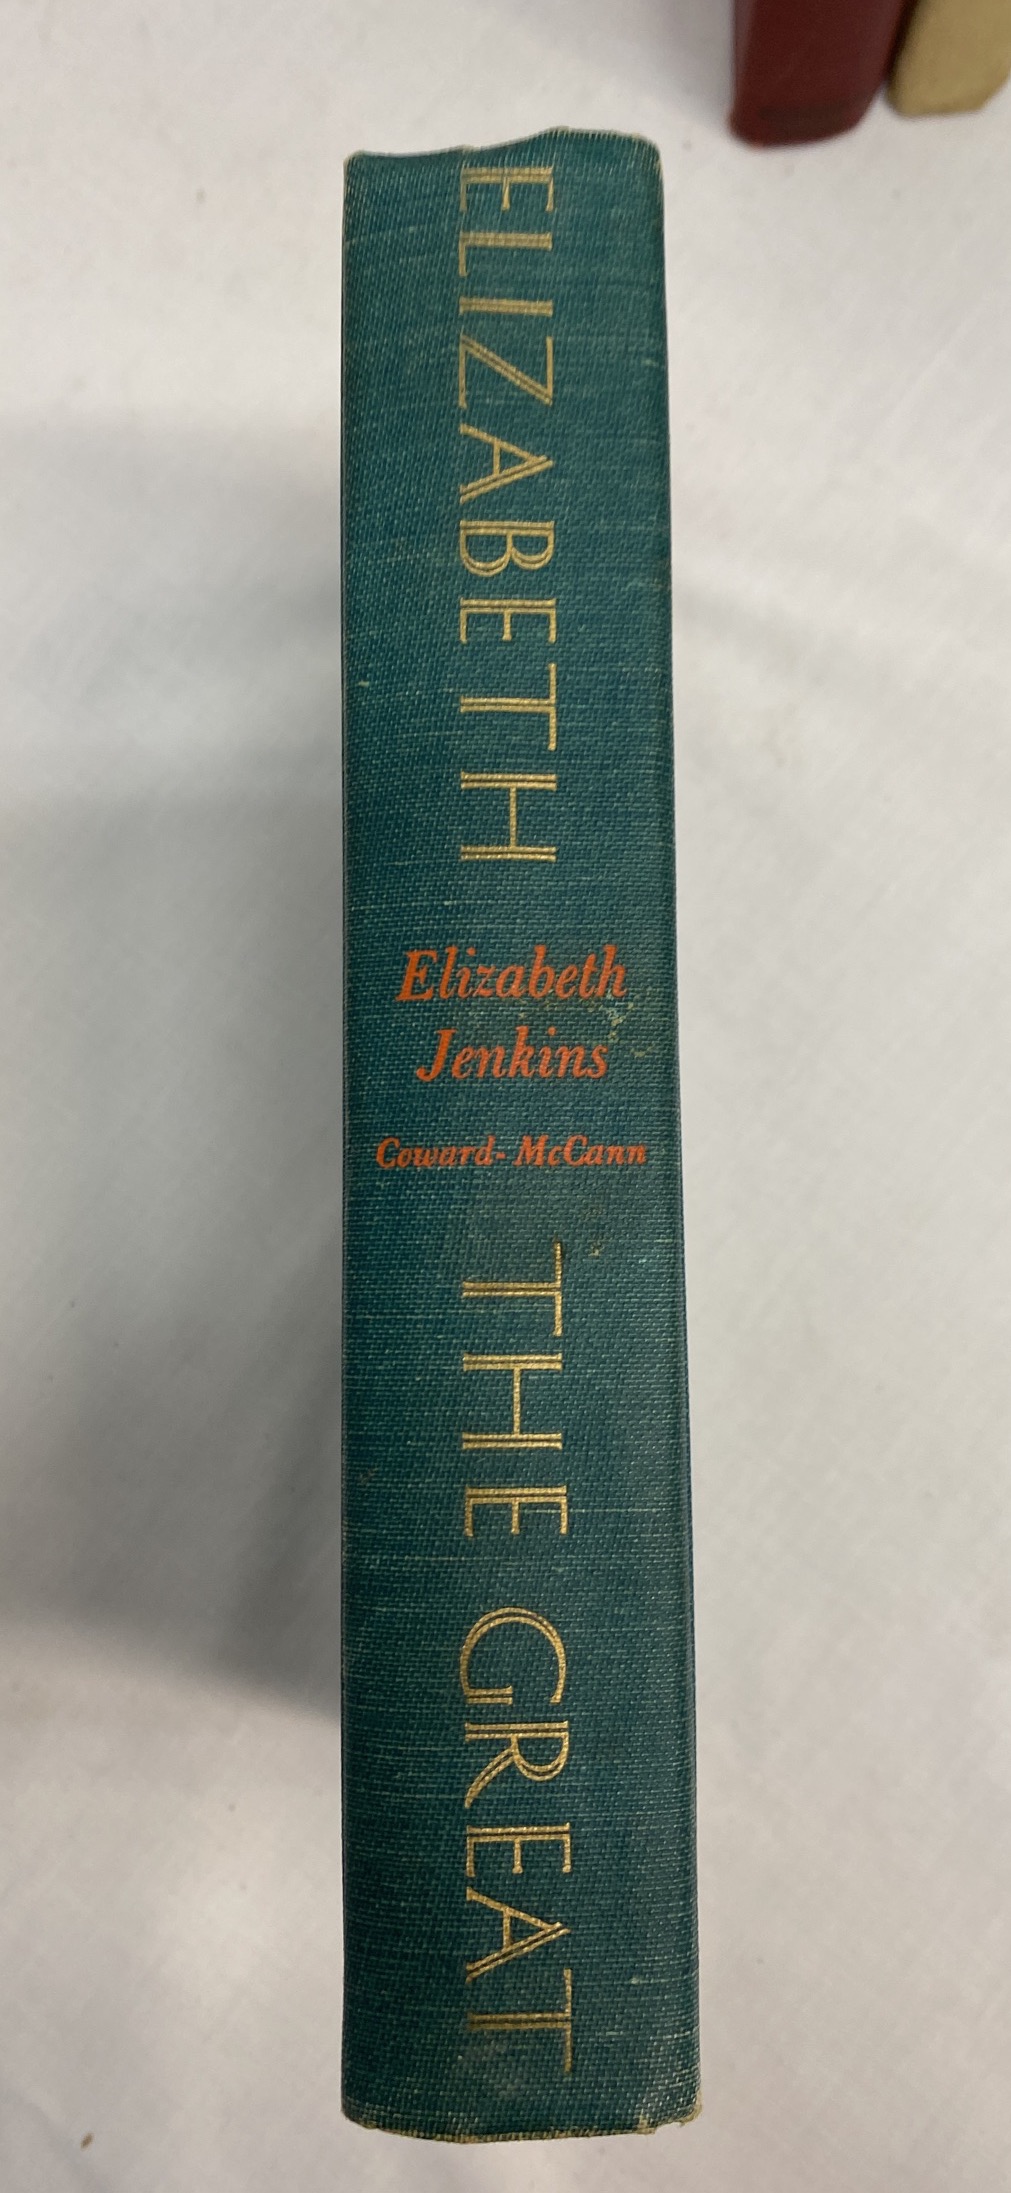 ELIZABETH
Elizabeth
Jenkins
Coward-McCann
THE GREAT